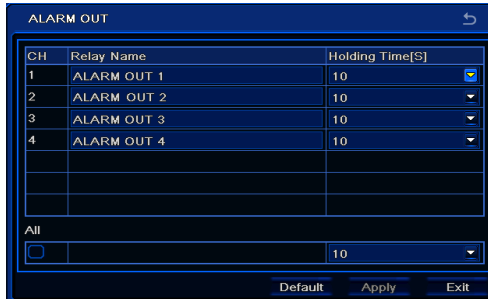 ALARM OUT
CH Relay Name Holding Time[S]
1 ALARM OUT 1 10
2 ALARM OUT 2 10
3 ALARM OUT 3 10
4 ALARM OUT 4 10
All
10
Default Apply Exit